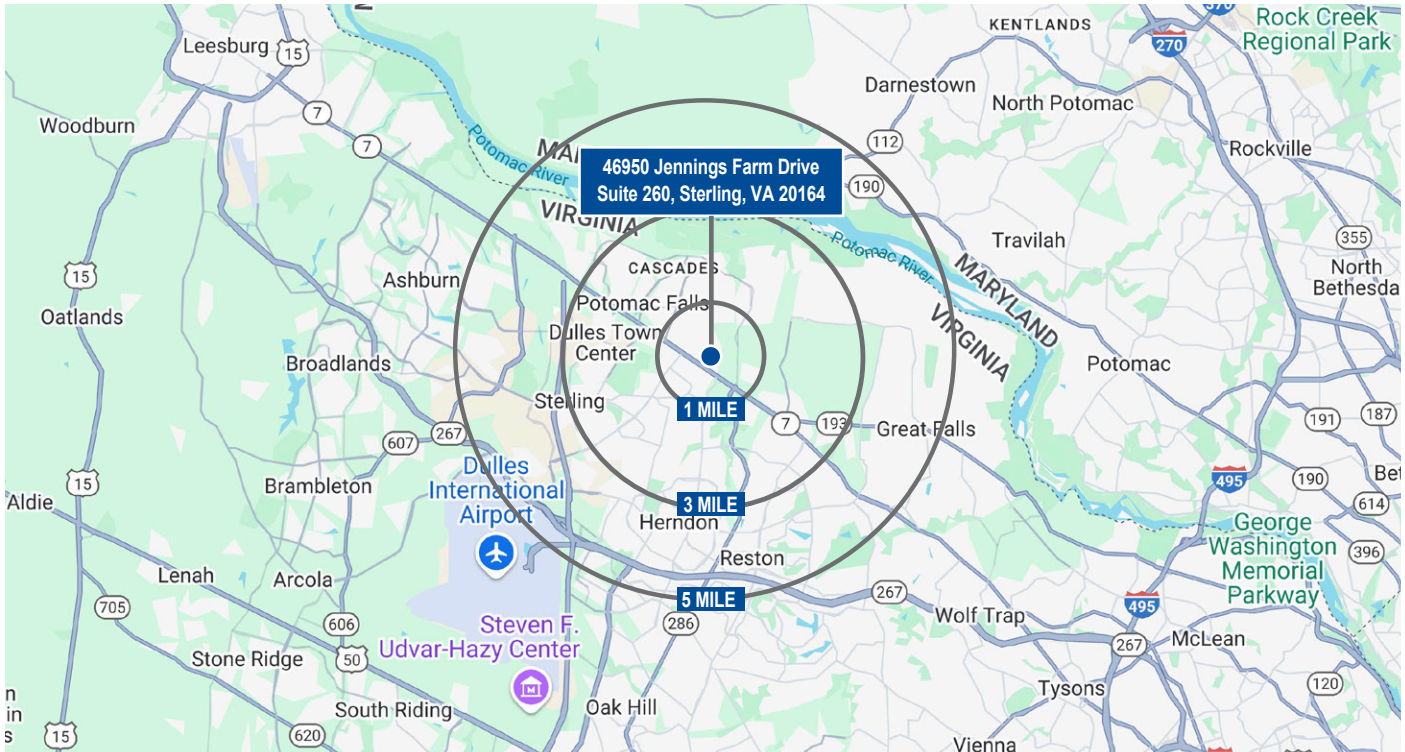 KENTLANDS
270
Rock Creek
Regional Park
Leesburg
15
Darnestown
North Potomac
7
Woodburn
7
Potomac River
112
Rockville
46950 Jennings Farm Drive
Suite 260, Sterling, VA 20164
190
VIRGINIA
Potomac River
Travilah
355
MARYLAND
North
Bethesda
15
Ashburn
CASCADES
Potomac Falls
Oatlands
VIRGINIA
Dulles Town
Center
Broadlands
Potomac
Sterling
1 MILE
7
193
Great Falls
191
187
607
267
Dulles
International
Airport
15
Brambleton
495
190
Aldie
614
3 MILE
Herndon
George
Washington
Memorial
Parkway
396
Reston
Lenah
Arcola
267
5 MILE
495
705
606
286
Wolf Trap
Steven F.
Udvar-Hazy Center
267
McLean
Stone Ridge
50
Tysons
120
South Riding
Oak Hill
15
620
Vienna